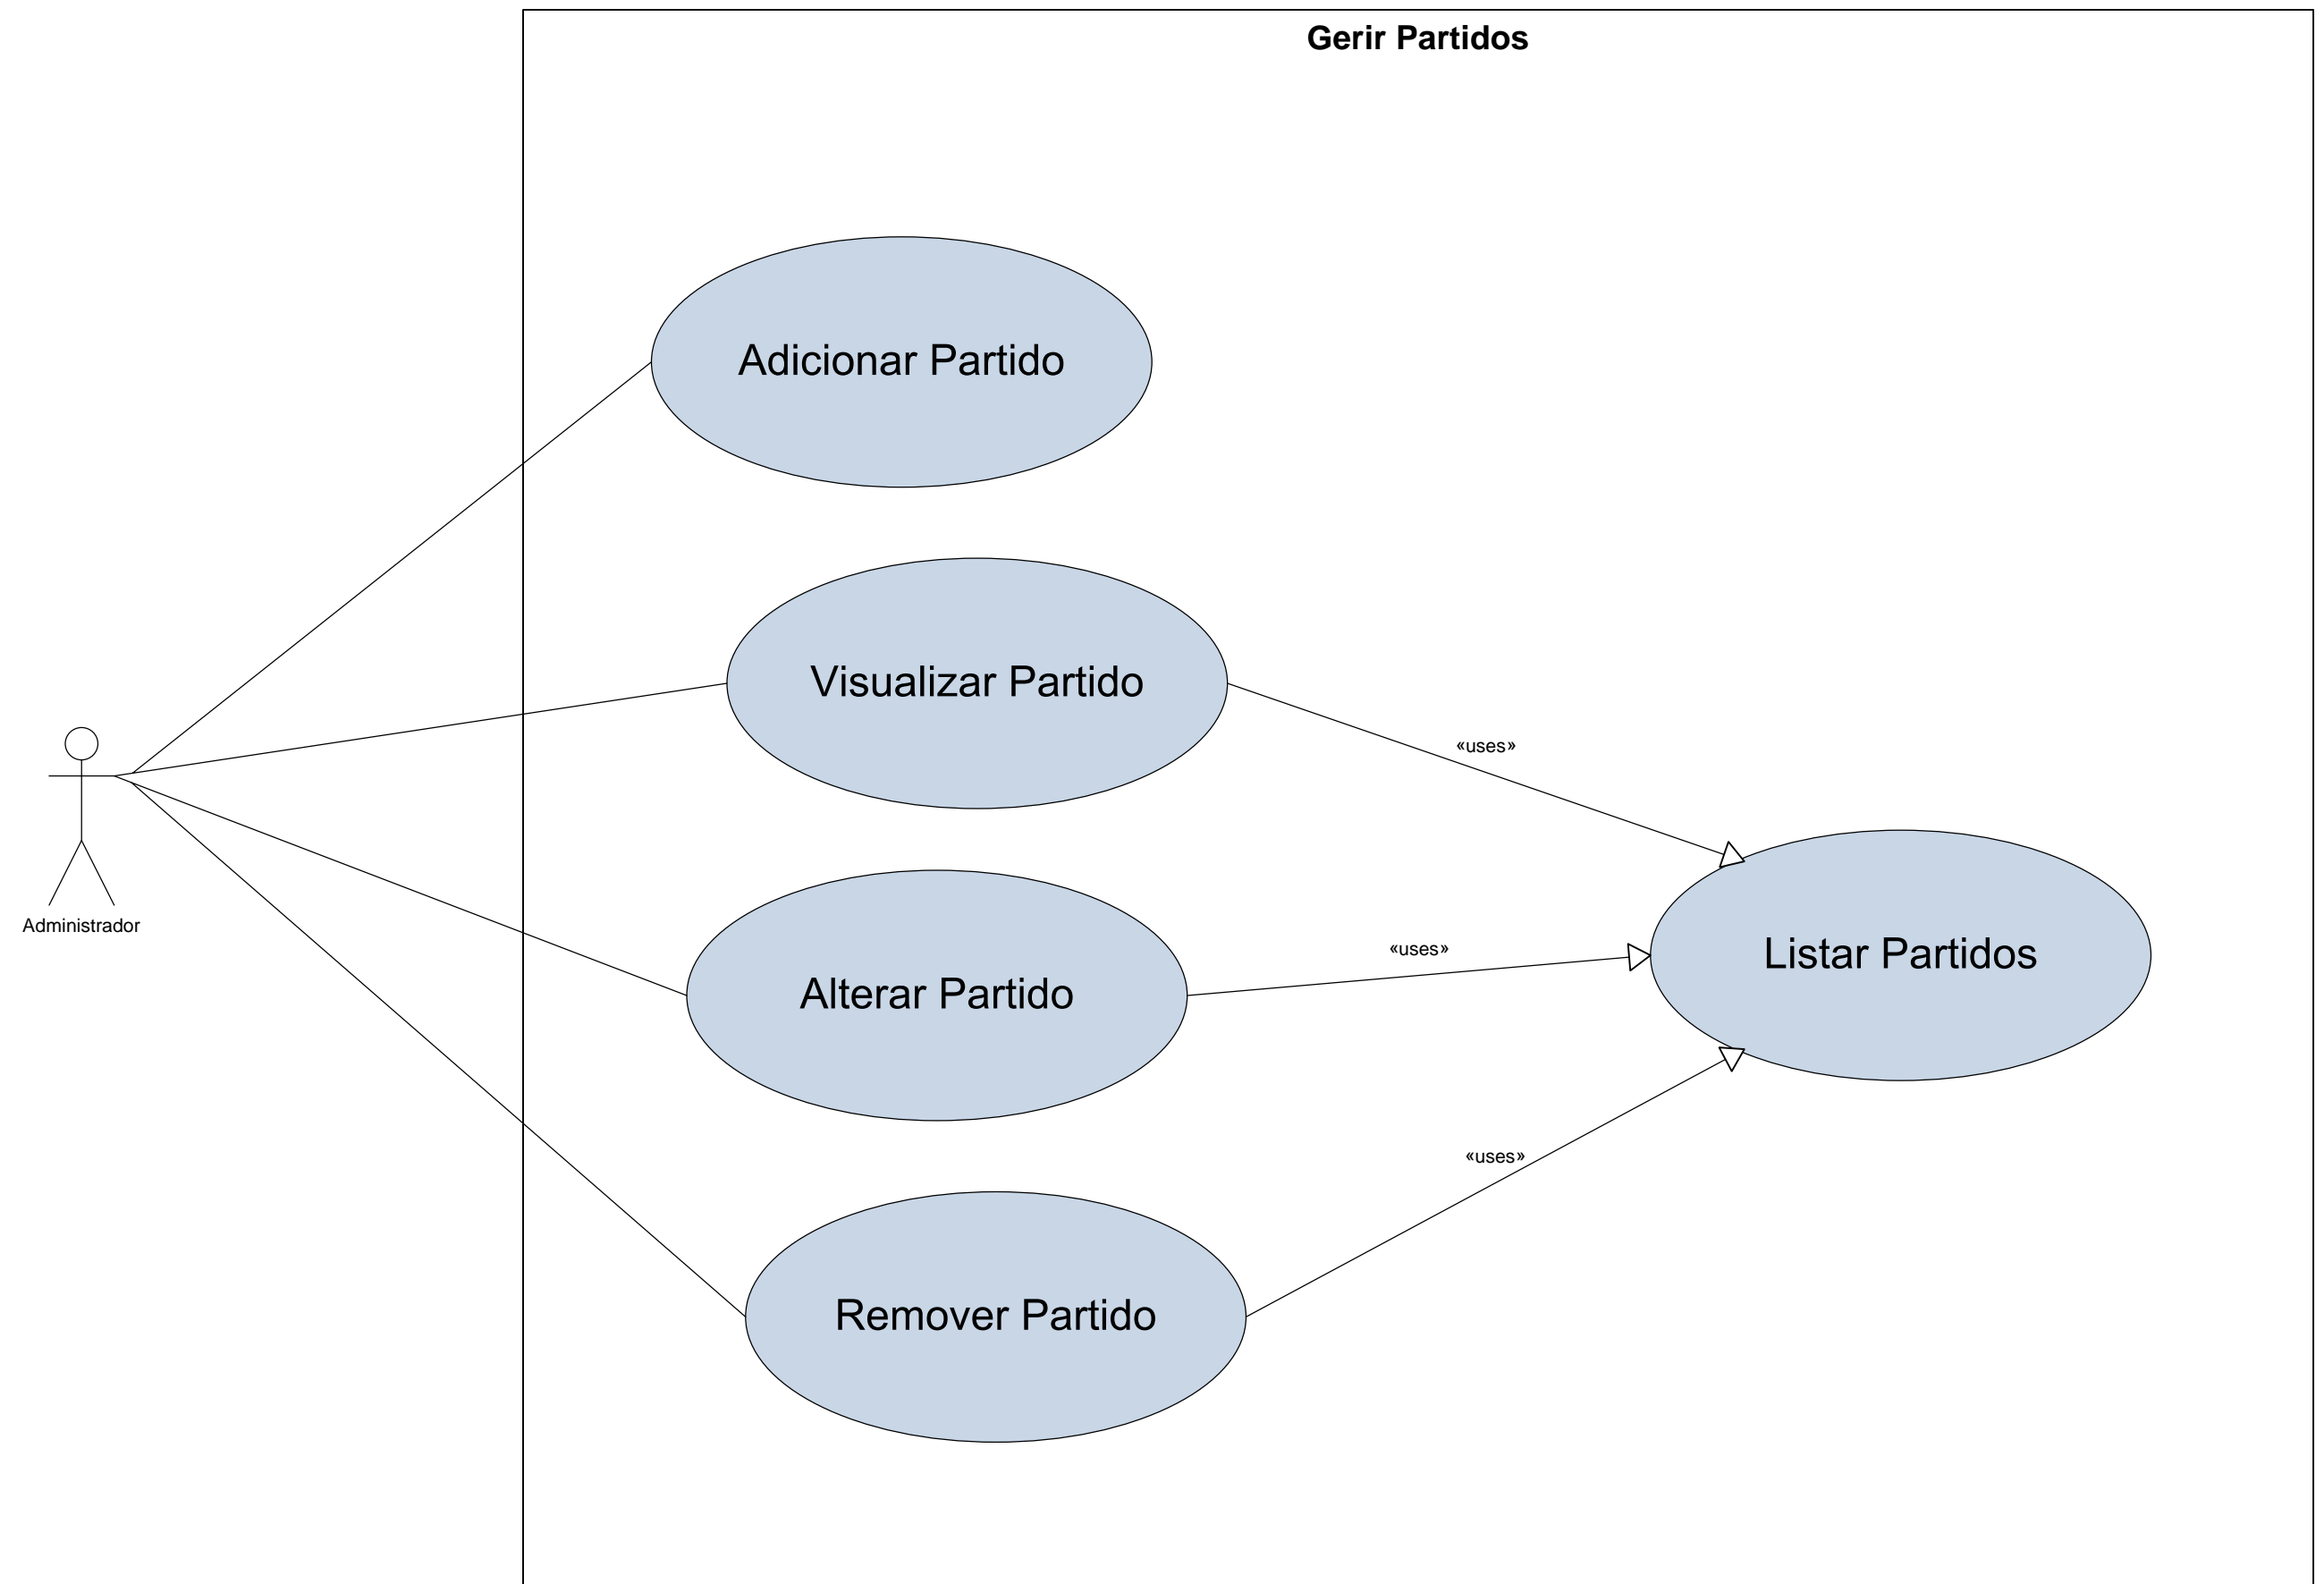 Gerir Partidos
Adicionar Partido
Visualizar Partido
«uses»
Administrador
Alterar Partido
«uses»
Listar Partidos
«uses»
Remover Partido